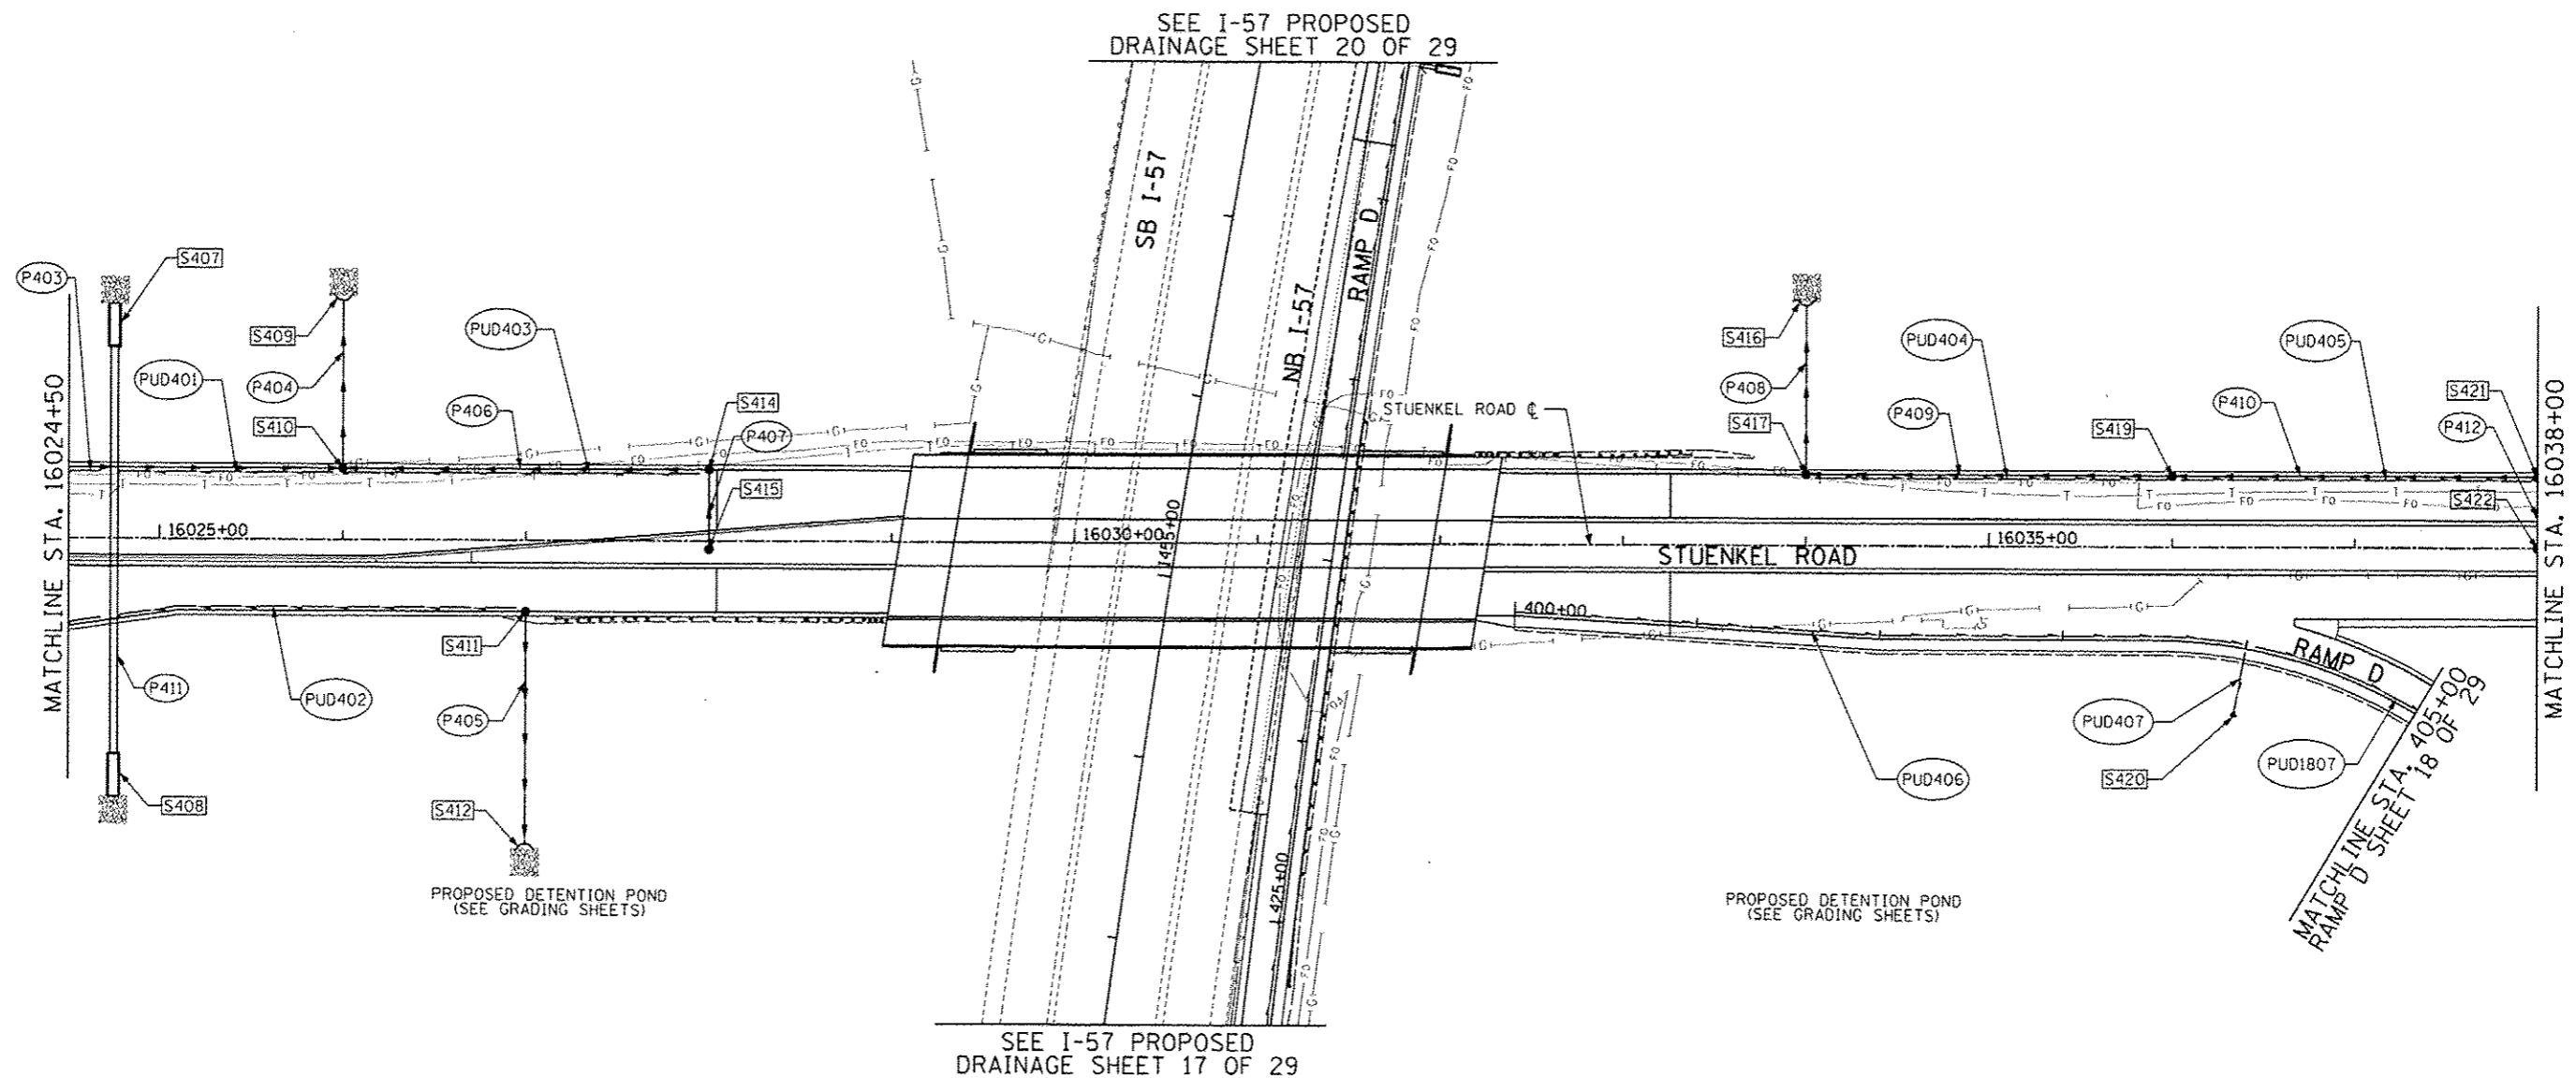 SEE I-57 PROPOSED
DRAINAGE SHEET 20 OF 29
SB I-57
NB I-57
RAMP D
P403
S407
S409
PUD403
PUD401
P404
P406
S410
S414
P407
S415
STUENKEL ROAD ℄
S416
PUD404
PUD405
P408
S417
P409
S419
P410
S421
P412
S422
MATCHLINE STA. 16024+50
MATCHLINE STA. 16038+00
16025+00
16030+00
1455+00
16035+00
STUENKEL ROAD
400+00
S411
P411
PUD402
P405
S408
S412
RAMP D
PUD407
PUD406
S420
PUD1807
425+00
PROPOSED DETENTION POND
(SEE GRADING SHEETS)
PROPOSED DETENTION POND
(SEE GRADING SHEETS)
MATCHLINE STA. 405+00
RAMP D SHEET 18 OF 29
SEE I-57 PROPOSED
DRAINAGE SHEET 17 OF 29